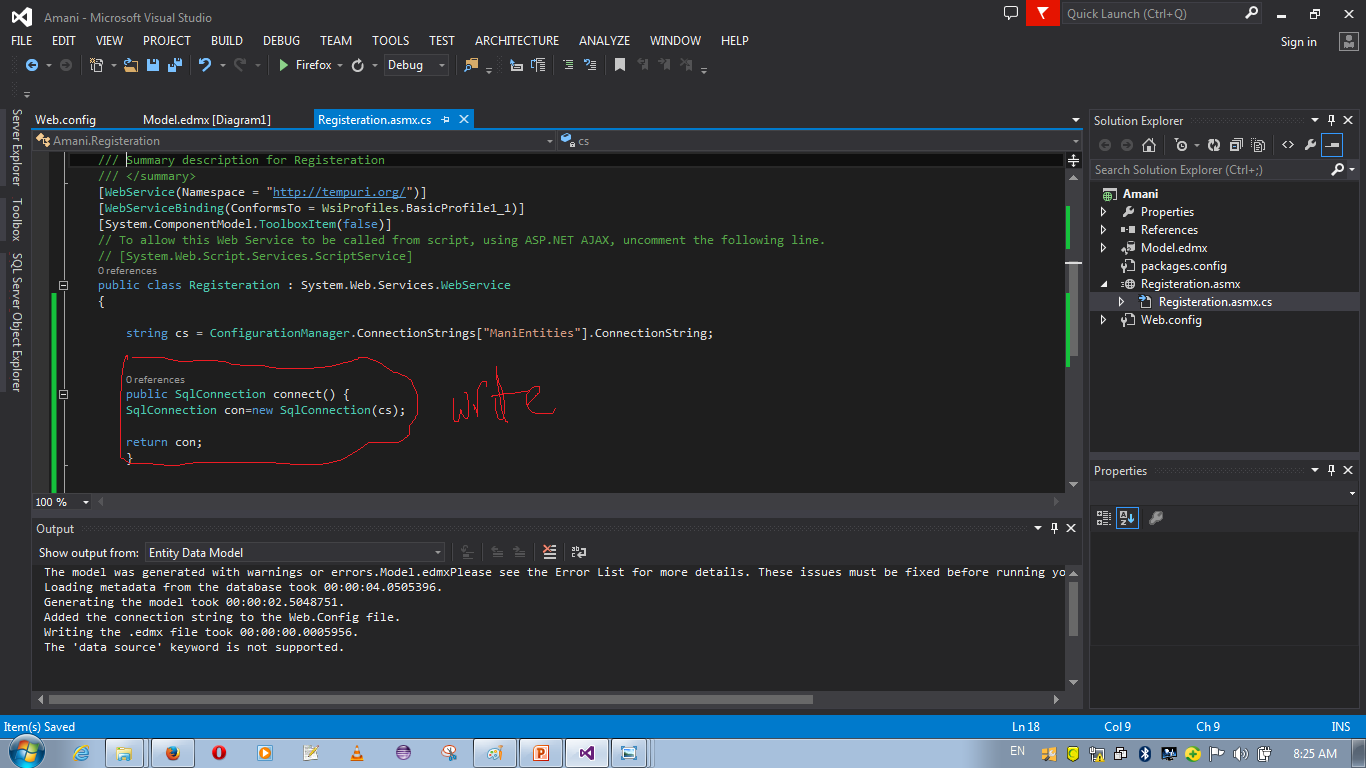 Amani - Microsoft Visual Studio
Quick Launch (Ctrl+Q)
FILE EDIT VIEW PROJECT BUILD DEBUG TEAM TOOLS TEST ARCHITECTURE ANALYZE WINDOW HELP
Sign in
Firefox Debug
Server Explorer
Toolbox
SQL Server Object Explorer
Web.config Model.edmx [Diagram1] Registeration.asmx.cs
Amani.Registeration cs
/// Summary description for Registeration
/// </summary>
[WebService(Namespace = "http://tempuri.org/")]
[WebServiceBinding(ConformsTo = WsiProfiles.BasicProfile1_1)]
[System.ComponentModel.ToolboxItem(false)]
// To allow this Web Service to be called from script, using ASP.NET AJAX, uncomment the following line.
// [System.Web.Script.Services.ScriptService]
0 references
public class Registeration : System.Web.Services.WebService
{
string cs = ConfigurationManager.ConnectionStrings["ManiEntities"].ConnectionString;
0 references
public SqlConnection connect() {
SqlConnection con=new SqlConnection(cs);
return con;
}
write
100 %
Output
Show output from: Entity Data Model
The model was generated with warnings or errors.Model.edmxPlease see the Error List for more details. These issues must be fixed before running yo
Loading metadata from the database took 00:00:04.0505396.
Generating the model took 00:00:02.5048751.
Added the connection string to the Web.Config file.
Writing the .edmx file took 00:00:00.0005956.
The 'data source' keyword is not supported.
Solution Explorer
Search Solution Explorer (Ctrl+;)
Amani
Properties
References
Model.edmx
packages.config
Registeration.asmx
Registeration.asmx.cs
Web.config
Properties
Item(s) Saved Ln 18 Col 9 Ch 9 INS
EN 8:25 AM